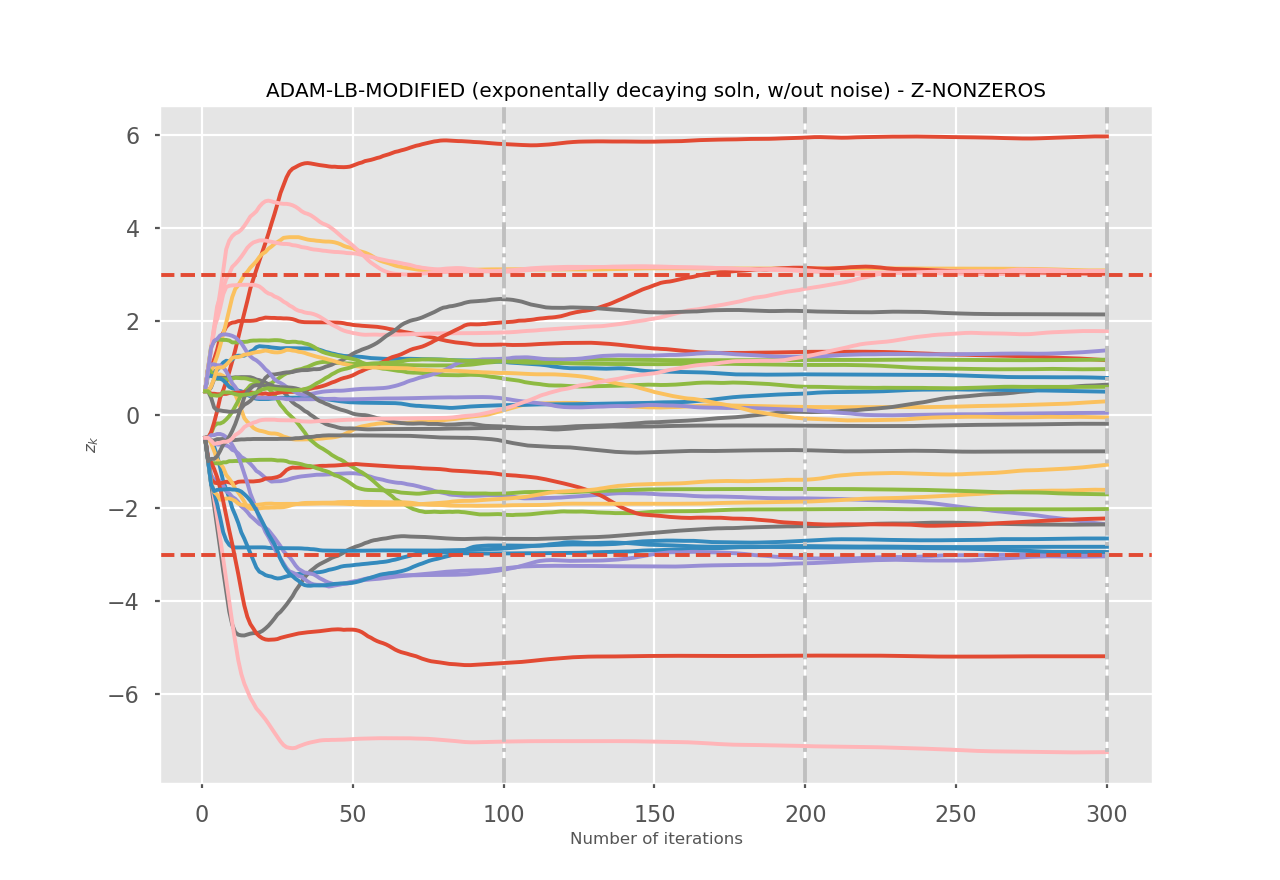 ADAM-LB-MODIFIED (exponentially decaying soln, w/out noise) - Z-NONZEROS
6
4
2
0
−2
−4
−6
z_k
0 50 100 150 200 250 300
Number of iterations